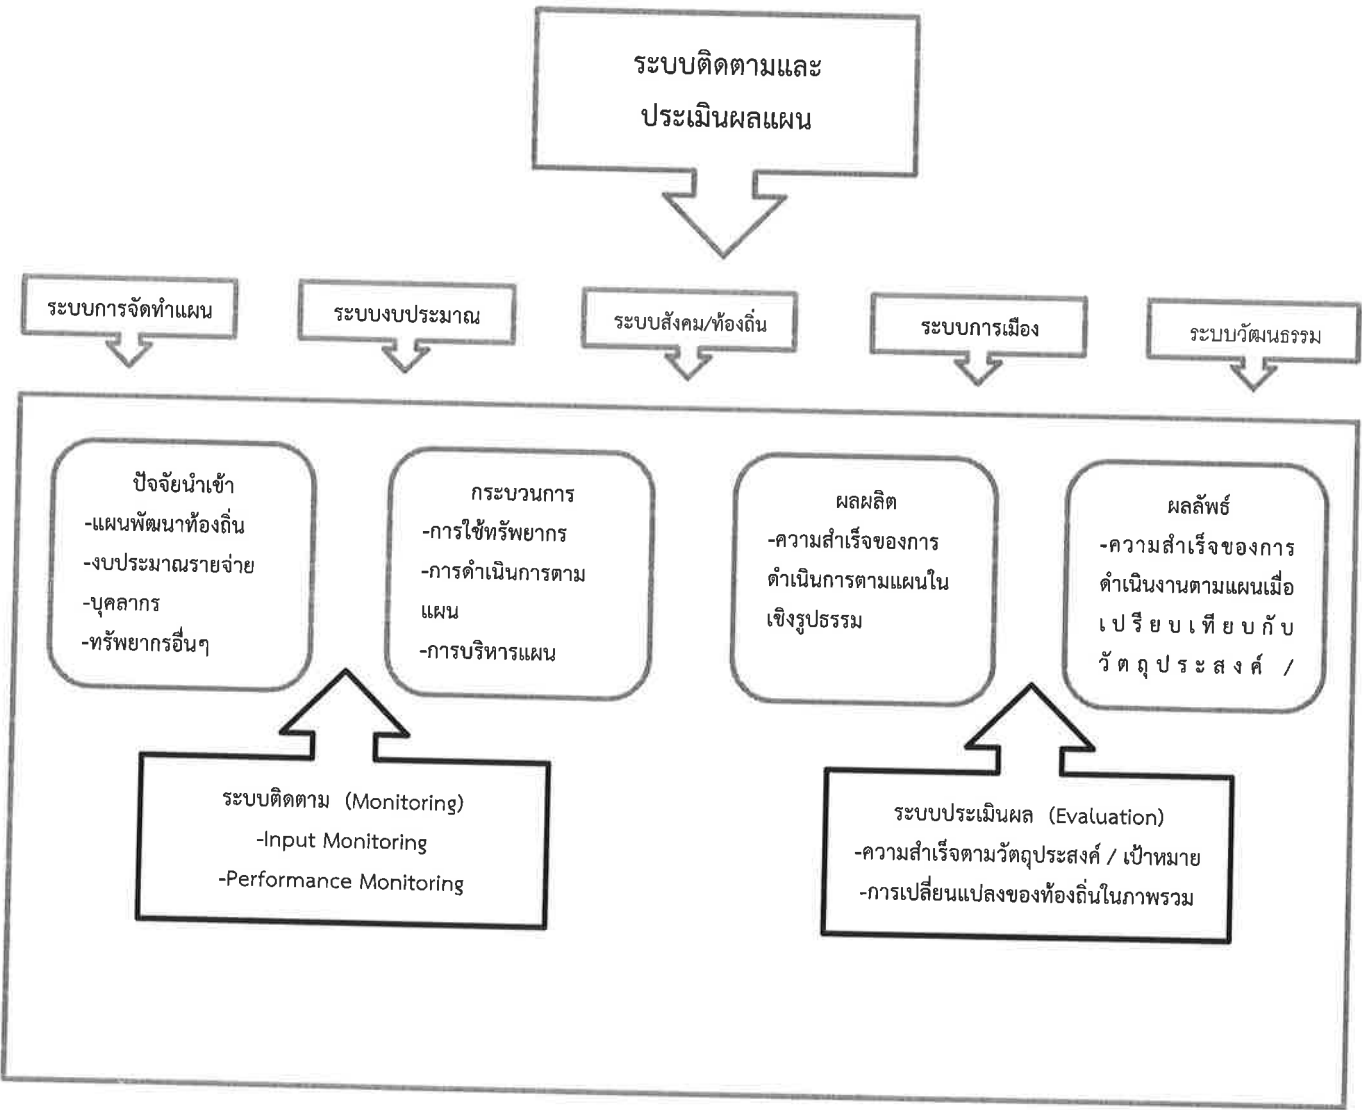 ระบบติดตามและ
ประเมินผลแผน
ระบบการจัดทำแผน
ระบบงบประมาณ
ระบบสังคม/ท้องถิ่น
ระบบการเมือง
ระบบวัฒนธรรม
ปัจจัยนำเข้า
-แผนพัฒนาท้องถิ่น
-งบประมาณรายจ่าย
-บุคลากร
-ทรัพยากรอื่นๆ
กระบวนการ
-การใช้ทรัพยากร
-การดำเนินการตาม
แผน
-การบริหารแผน
ผลผลิต
-ความสำเร็จของการ
ดำเนินการตามแผนใน
เชิงรูปธรรม
ผลลัพธ์
-ความสำเร็จของการ
ดำเนินงานตามแผนเมื่อ
เปรียบเทียบกับ
วัตถุประสงค์ /
ระบบติดตาม (Monitoring)
-Input Monitoring
-Performance Monitoring
ระบบประเมินผล (Evaluation)
-ความสำเร็จตามวัตถุประสงค์ / เป้าหมาย
-การเปลี่ยนแปลงของท้องถิ่นในภาพรวม